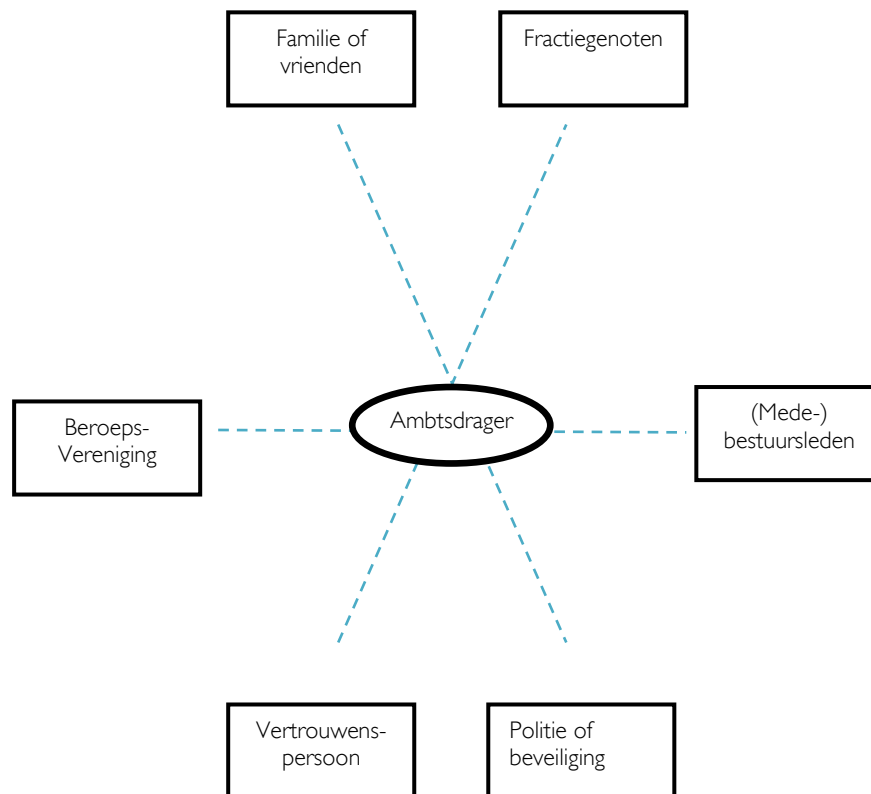 Familie of
vrienden
Fractiegenoten
Ambtsdrager
Beroeps-
Vereniging
(Mede-)
bestuursleden
Vertrouwens-
persoon
Politie of
beveiliging